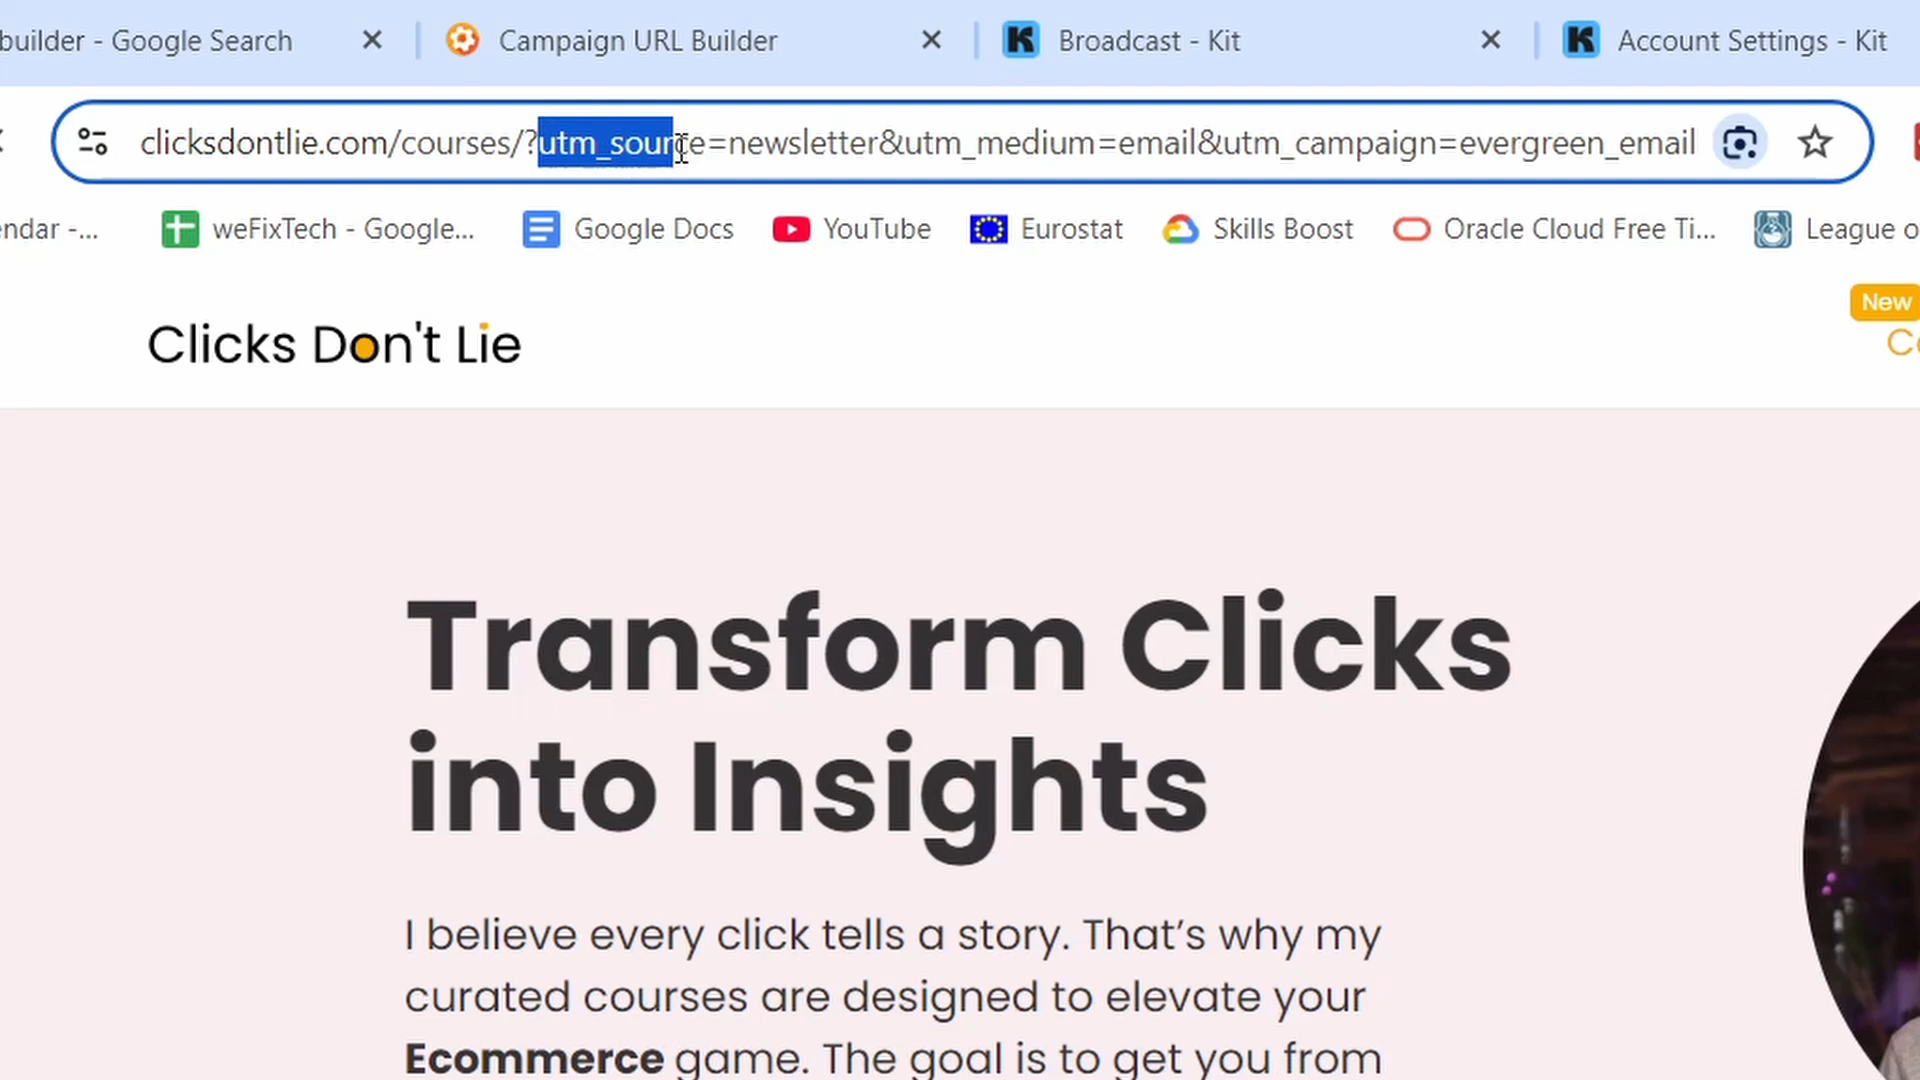 builder - Google Search
Campaign URL Builder
Broadcast - Kit
Account Settings - Kit
clicksdontlie.com/courses/?utm_source=newsletter&utm_medium=email&utm_campaign=evergreen_email
endar -...
weFixTech - Google...
Google Docs
YouTube
Eurostat
Skills Boost
Oracle Cloud Free Ti...
League o
Clicks Don't Lie
New
Transform Clicks
into Insights
I believe every click tells a story. That’s why my
curated courses are designed to elevate your
Ecommerce game. The goal is to get you from